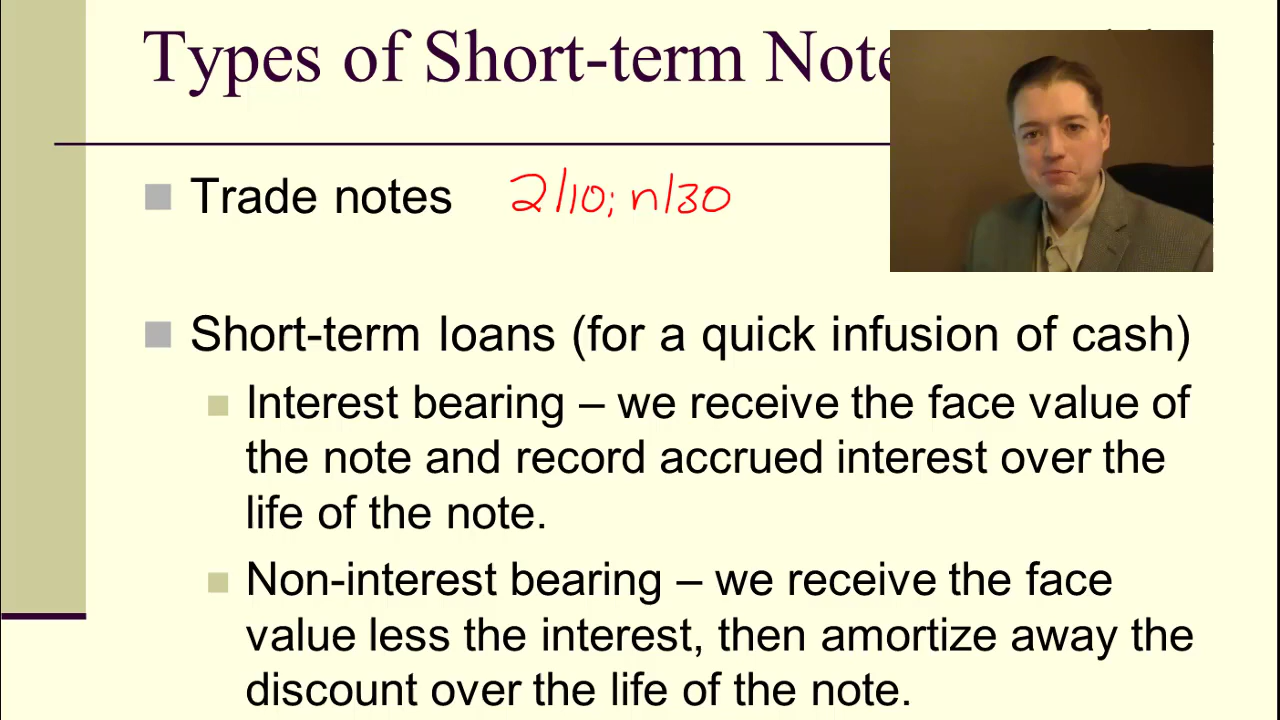 Types of Short-term Note
Trade notes 2/10; n/30
Short-term loans (for a quick infusion of cash)
Interest bearing – we receive the face value of
the note and record accrued interest over the
life of the note.
Non-interest bearing – we receive the face
value less the interest, then amortize away the
discount over the life of the note.